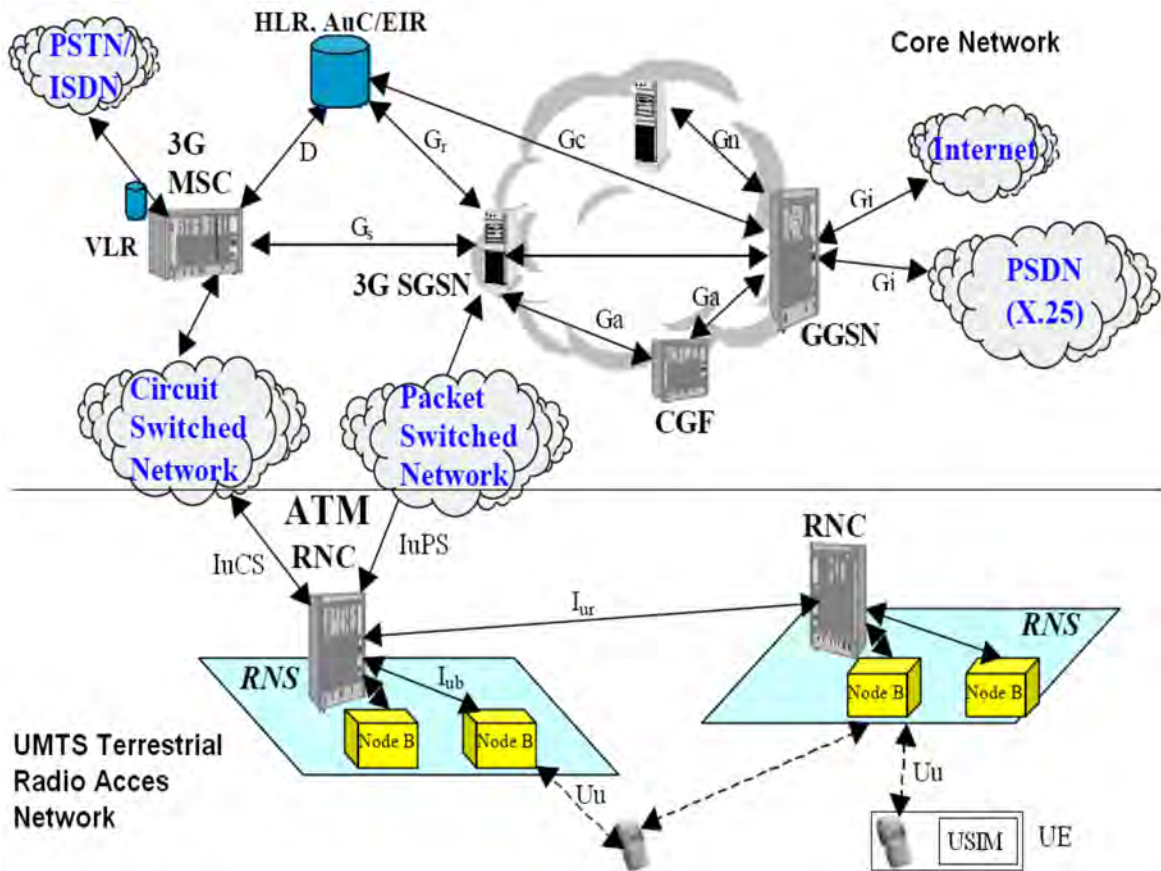 HLR, AuC/EIR
Core Network
PSTN/
ISDN
3G
MSC
D
Gr
Gc
Gn
Internet
Gi
VLR
Gs
3G SGSN
Gi
PSDN
(X.25)
Ga
Ga
GGSN
CGF
Circuit
Switched
Network
Packet
Switched
Network
ATM
RNC
IuCS
IuPS
RNC
Iur
RNS
RNS
Iub
Node B
Node B
Node B
Node B
UMTS Terrestrial
Radio Acces
Network
Uu
Uu
USIM
UE